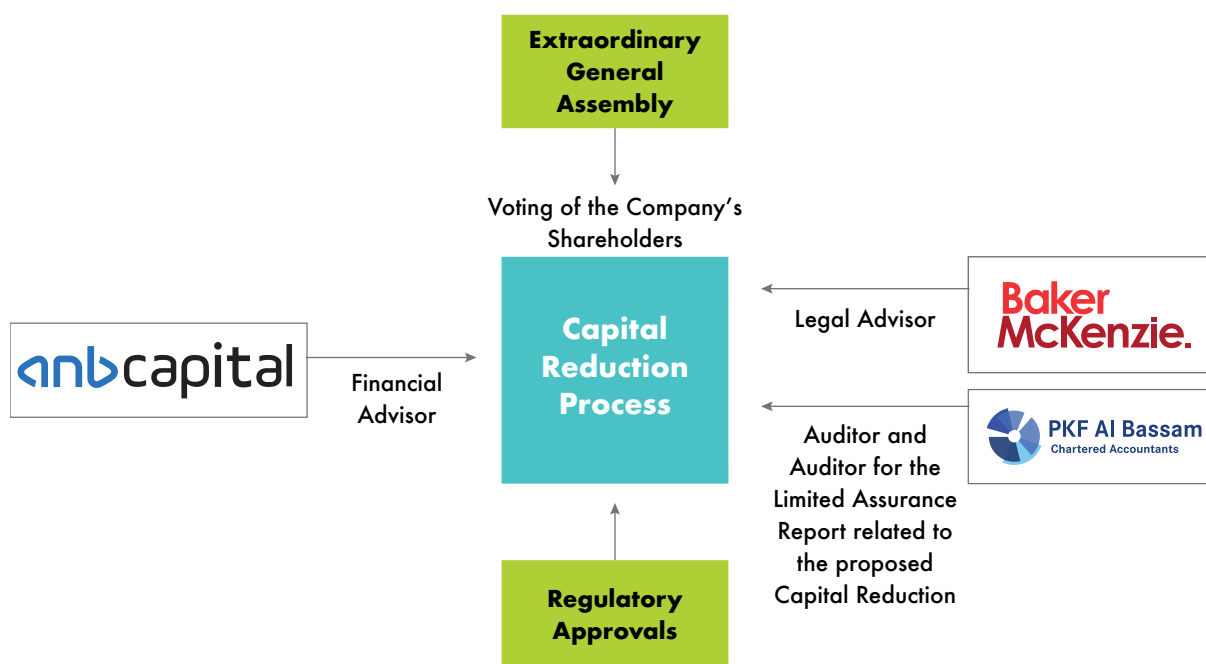 Extraordinary
General
Assembly
Voting of the Company's
Shareholders
anbcapital
Financial
Advisor
Capital
Reduction
Process
Legal Advisor
Baker
McKenzie.
Auditor and
Auditor for the
Limited Assurance
Report related to
the proposed
Capital Reduction
PKF Al Bassam
Chartered Accountants
Regulatory
Approvals